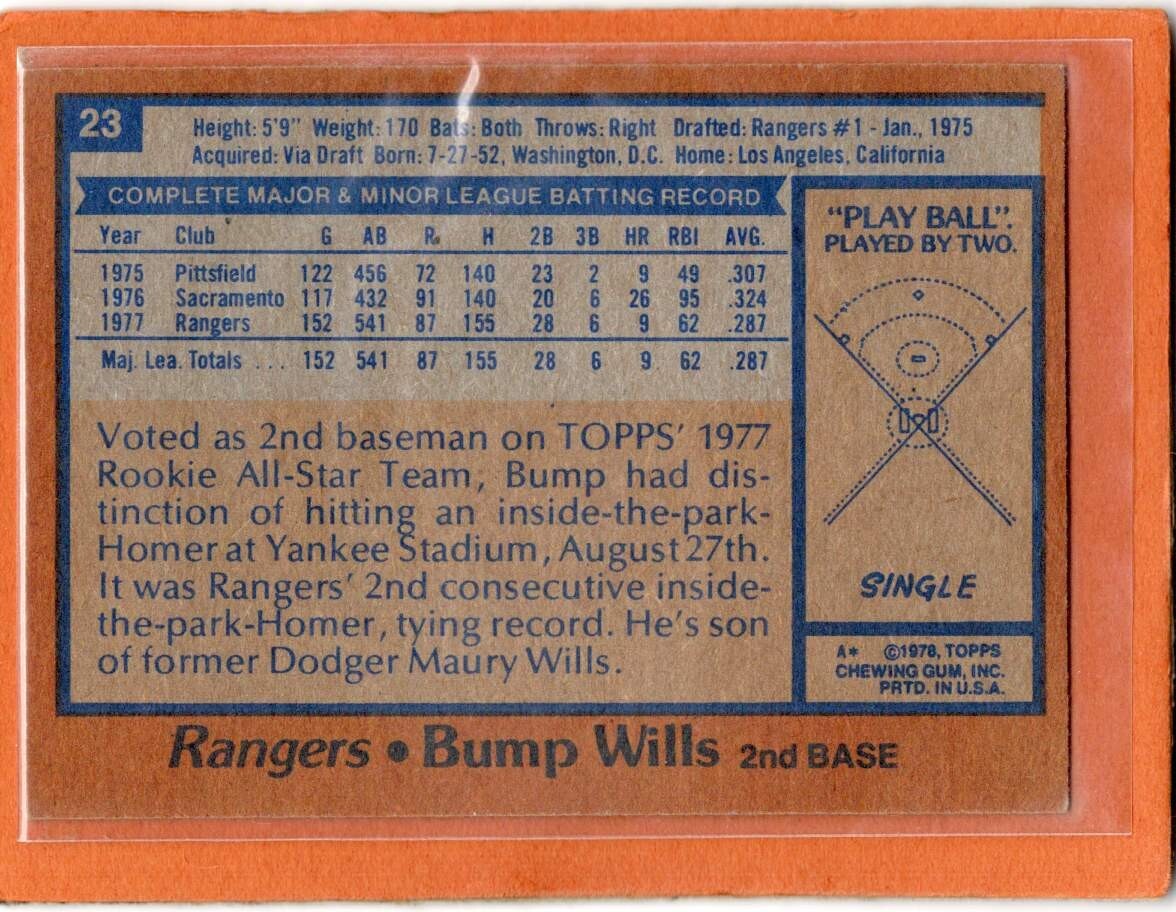 23
Height: 5'9" Weight: 170 Bats: Both Throws: Right Drafted: Rangers #1 - Jan., 1975
Acquired: Via Draft Born: 7-27-52, Washington, D.C. Home: Los Angeles, California
COMPLETE MAJOR & MINOR LEAGUE BATTING RECORD
Year Club G AB R. H 2B 3B HR RBI AVG.
1975 Pittsfield 122 456 72 140 23 2 9 49 .307
1976 Sacramento 117 432 91 140 20 6 26 95 .324
1977 Rangers 152 541 87 155 28 6 9 62 .287
Maj. Lea. Totals ... 152 541 87 155 28 6 9 62 .287
Voted as 2nd baseman on TOPPS' 1977
Rookie All-Star Team, Bump had dis-
tinction of hitting an inside-the-park-
Homer at Yankee Stadium, August 27th.
It was Rangers' 2nd consecutive inside-
the-park-Homer, tying record. He's son
of former Dodger Maury Wills.
"PLAY BALL".
PLAYED BY TWO.
SINGLE
A* ©1978, TOPPS
CHEWING GUM, INC.
PRTD. IN U.S.A.
Rangers • Bump Wills 2nd BASE